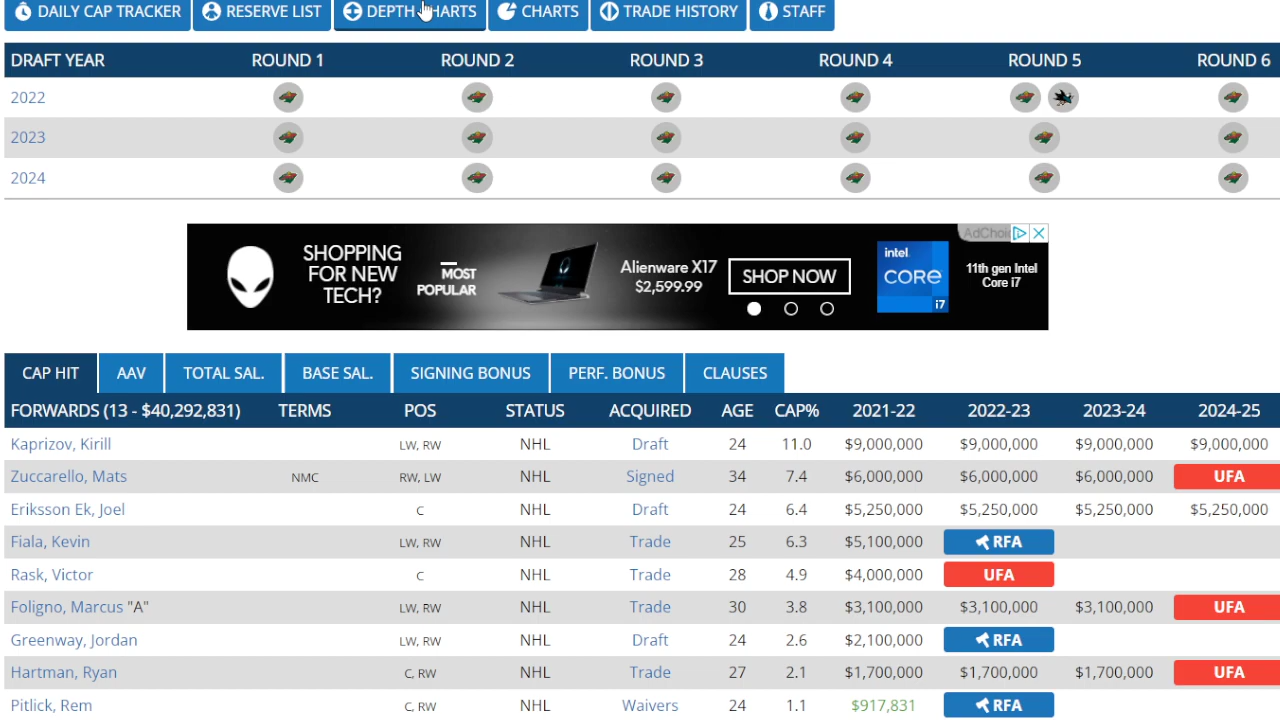 DAILY CAP TRACKER RESERVE LIST DEPTH CHARTS CHARTS TRADE HISTORY STAFF
DRAFT YEAR ROUND 1 ROUND 2 ROUND 3 ROUND 4 ROUND 5 ROUND 6
2022
2023
2024
SHOPPING
FOR NEW
TECH?
MOST
POPULAR
Alienware X17
$2,599.99
SHOP NOW
intel
CORE
i7
11th gen Intel
Core i7
CAP HIT AAV TOTAL SAL. BASE SAL. SIGNING BONUS PERF. BONUS CLAUSES
FORWARDS (13 - $40,292,831) TERMS POS STATUS ACQUIRED AGE CAP% 2021-22 2022-23 2023-24 2024-25
Kaprizov, Kirill LW, RW NHL Draft 24 11.0 $9,000,000 $9,000,000 $9,000,000 $9,000,000
Zuccarello, Mats NMC RW, LW NHL Signed 34 7.4 $6,000,000 $6,000,000 $6,000,000 UFA
Eriksson Ek, Joel C NHL Draft 24 6.4 $5,250,000 $5,250,000 $5,250,000 $5,250,000
Fiala, Kevin LW, RW NHL Trade 25 6.3 $5,100,000 RFA
Rask, Victor C NHL Trade 28 4.9 $4,000,000 UFA
Foligno, Marcus "A" LW, RW NHL Trade 30 3.8 $3,100,000 $3,100,000 $3,100,000 UFA
Greenway, Jordan LW, RW NHL Draft 24 2.6 $2,100,000 RFA
Hartman, Ryan C, RW NHL Trade 27 2.1 $1,700,000 $1,700,000 $1,700,000 UFA
Pitlick, Rem C, RW NHL Waivers 24 1.1 $917,831 RFA